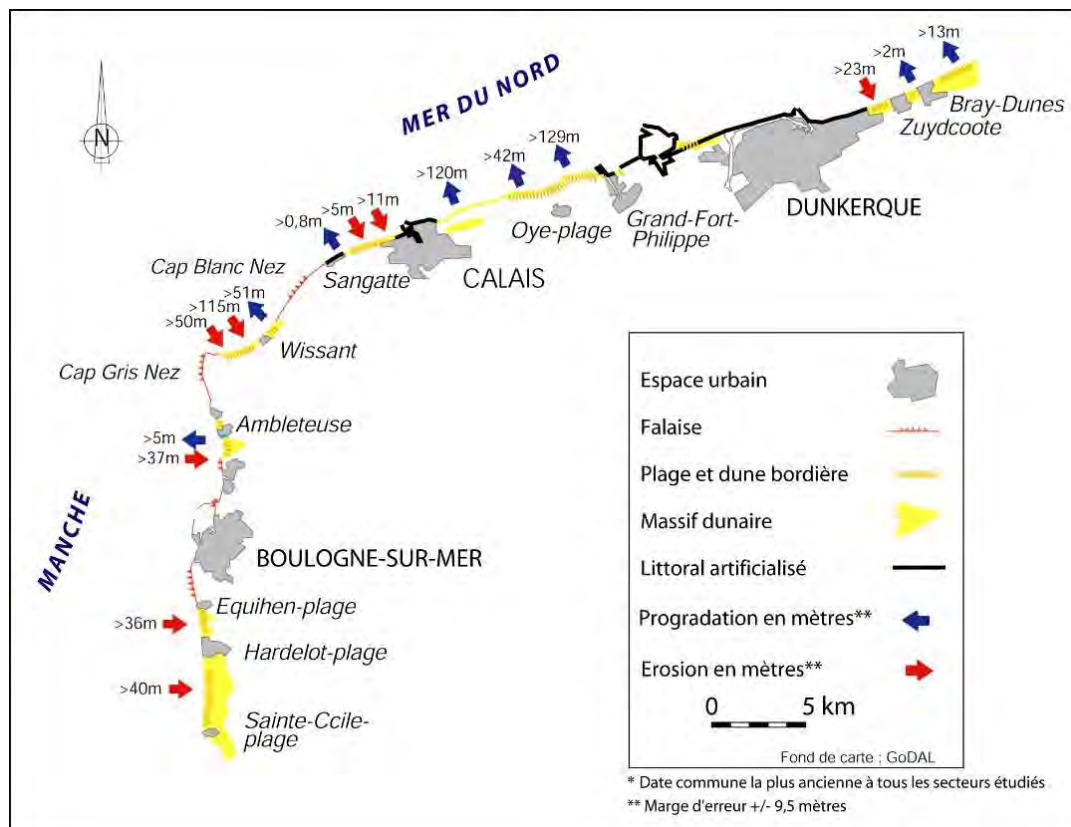 >13m
>2m
>23m
Bray-Dunes
Zuydcoote
MER DU NORD
>129m
>42m
>120m
DUNKERQUE
Grand-Fort-
Philippe
Oye-plage
>11m
>5m
>0,8m
N
Cap Blanc Nez
Sangatte
CALAIS
>51m
>115m
>50m
Wissant
Cap Gris Nez
Ambleteuse
>5m
>37m
MANCHE
BOULOGNE-SUR-MER
Equihen-plage
>36m
Hardelot-plage
>40m
Sainte-Ccile-
plage
Espace urbain
Falaise
Plage et dune bordière
Massif dunaire
Littoral artificialisé
Progradation en mètres**
Erosion en mètres**
0 5 km
Fond de carte : GoDAL
* Date commune la plus ancienne à tous les secteurs étudiés
** Marge d'erreur +/- 9,5 mètres